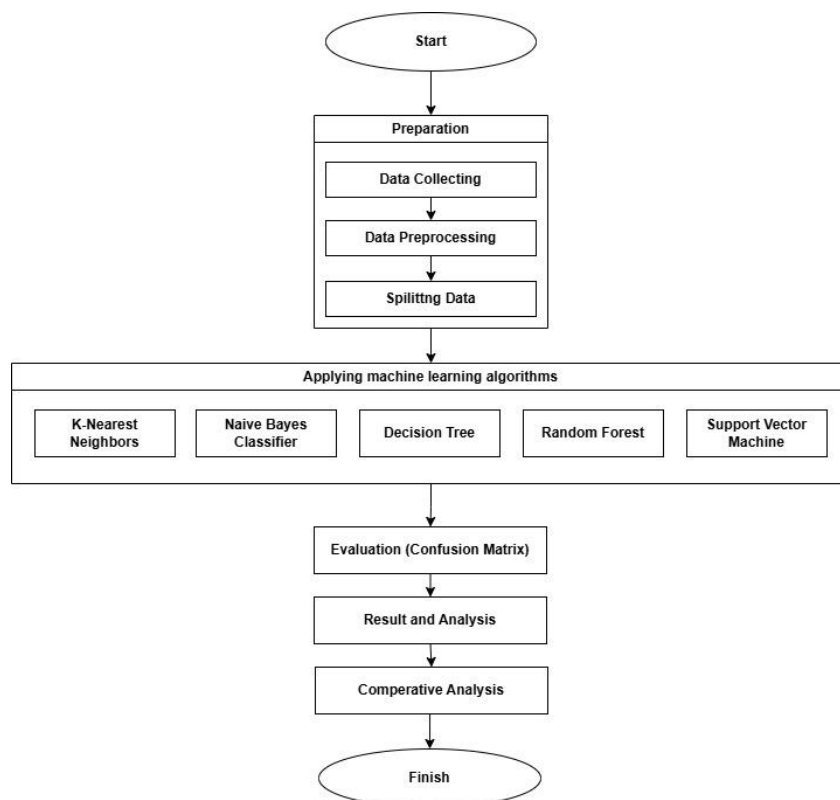 Start
Preparation
Data Collecting
Data Preprocessing
Spilittng Data
Applying machine learning algorithms
K-Nearest
Neighbors
Naive Bayes
Classifier
Decision Tree
Random Forest
Support Vector
Machine
Evaluation (Confusion Matrix)
Result and Analysis
Comperative Analysis
Finish